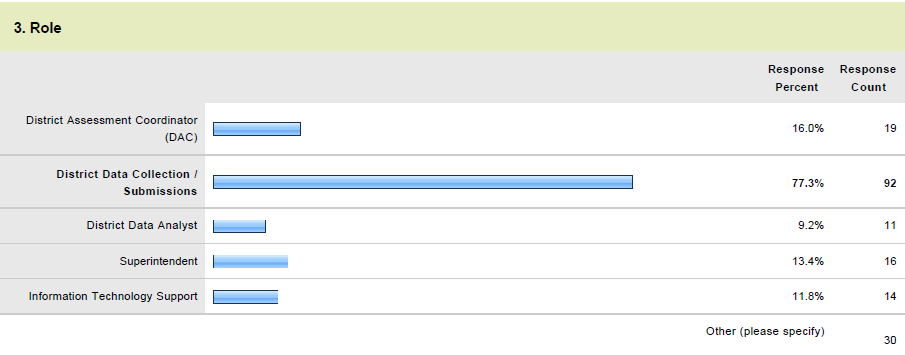 3. Role
Response Percent
Response Count
District Assessment Coordinator (DAC)
16.0%
19
District Data Collection / Submissions
77.3%
92
District Data Analyst
9.2%
11
Superintendent
13.4%
16
Information Technology Support
11.8%
14
Other (please specify)
30